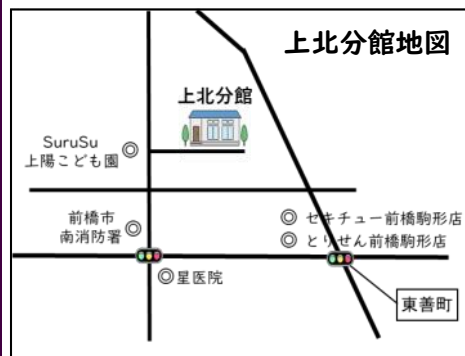 上北分館地図
上北分館
SuruSu
上陽こども園
前橋市
南消防署
セキチュー前橋駒形店
とりせん前橋駒形店
星医院
東善町